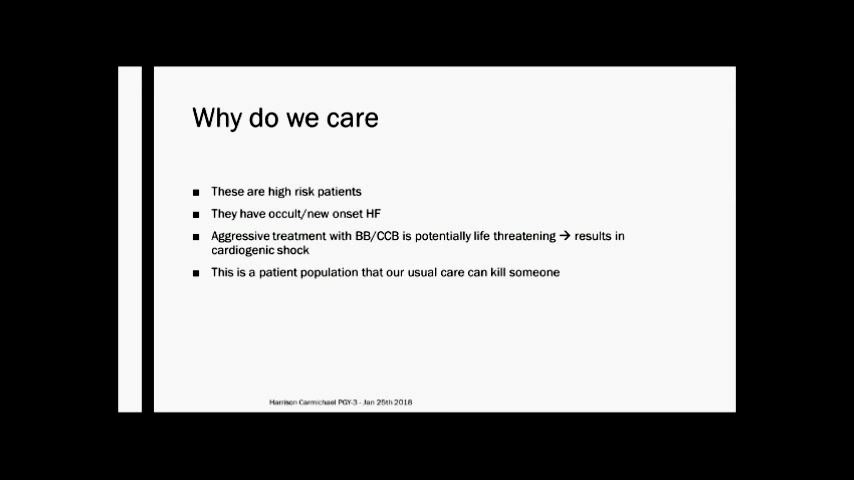 Why do we care
■ These are high risk patients
■ They have occult/new onset HF
■ Aggressive treatment with BB/CCB is potentially life threatening → results in
cardiogenic shock
■ This is a patient population that our usual care can kill someone
Harrison Carmichael PGY-3 - Jan 25th 2018